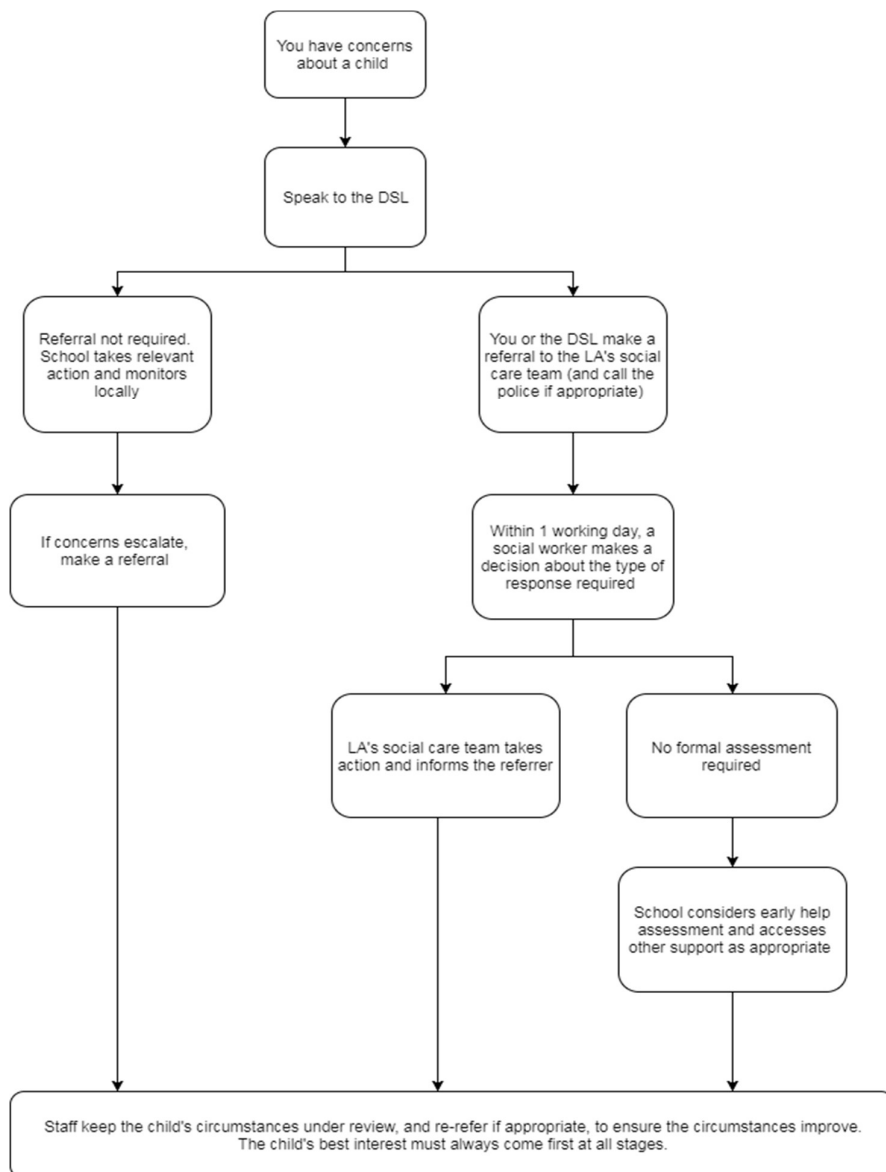 You have concerns
about a child
Speak to the DSL
Referral not required.
School takes relevant
action and monitors
locally
You or the DSL make a
referral to the LA's social
care team (and call the
police if appropriate)
If concerns escalate,
make a referral
Within 1 working day, a
social worker makes a
decision about the type of
response required
LA's social care team takes
action and informs the referrer
No formal assessment
required
School considers early help
assessment and accesses
other support as appropriate
Staff keep the child's circumstances under review, and re-refer if appropriate, to ensure the circumstances improve.
The child's best interest must always come first at all stages.